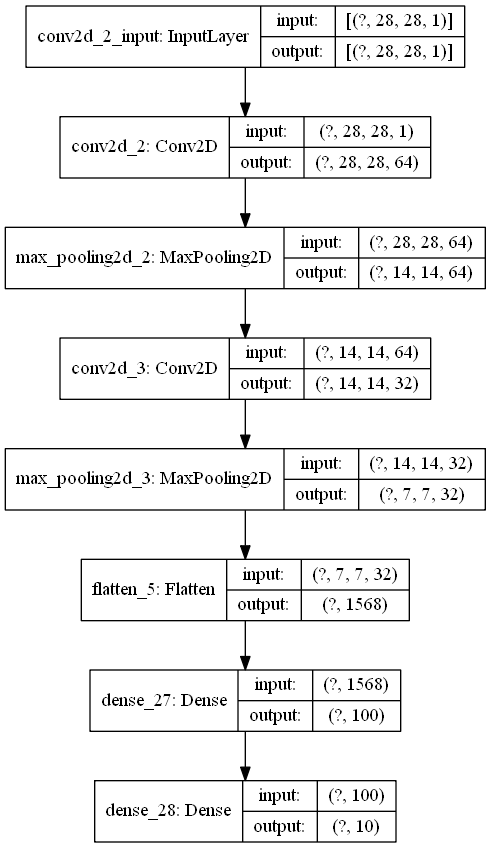 conv2d_2_input: InputLayer
input:
[(?, 28, 28, 1)]
output:
[(?, 28, 28, 1)]
conv2d_2: Conv2D
input:
(?, 28, 28, 1)
output:
(?, 28, 28, 64)
max_pooling2d_2: MaxPooling2D
input:
(?, 28, 28, 64)
output:
(?, 14, 14, 64)
conv2d_3: Conv2D
input:
(?, 14, 14, 64)
output:
(?, 14, 14, 32)
max_pooling2d_3: MaxPooling2D
input:
(?, 14, 14, 32)
output:
(?, 7, 7, 32)
flatten_5: Flatten
input:
(?, 7, 7, 32)
output:
(?, 1568)
dense_27: Dense
input:
(?, 1568)
output:
(?, 100)
dense_28: Dense
input:
(?, 100)
output:
(?, 10)